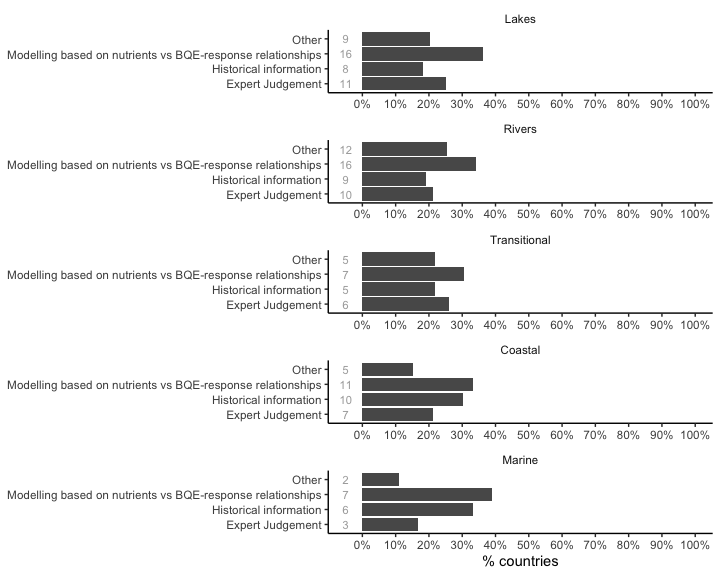 Lakes
Other 9
Modelling based on nutrients vs BQE-response relationships 16
Historical information 8
Expert Judgement 11
0% 10% 20% 30% 40% 50% 60% 70% 80% 90% 100%
Rivers
Other 12
Modelling based on nutrients vs BQE-response relationships 16
Historical information 9
Expert Judgement 10
0% 10% 20% 30% 40% 50% 60% 70% 80% 90% 100%
Transitional
Other 5
Modelling based on nutrients vs BQE-response relationships 7
Historical information 5
Expert Judgement 6
0% 10% 20% 30% 40% 50% 60% 70% 80% 90% 100%
Coastal
Other 5
Modelling based on nutrients vs BQE-response relationships 11
Historical information 10
Expert Judgement 7
0% 10% 20% 30% 40% 50% 60% 70% 80% 90% 100%
Marine
Other 2
Modelling based on nutrients vs BQE-response relationships 7
Historical information 6
Expert Judgement 3
0% 10% 20% 30% 40% 50% 60% 70% 80% 90% 100%
% countries